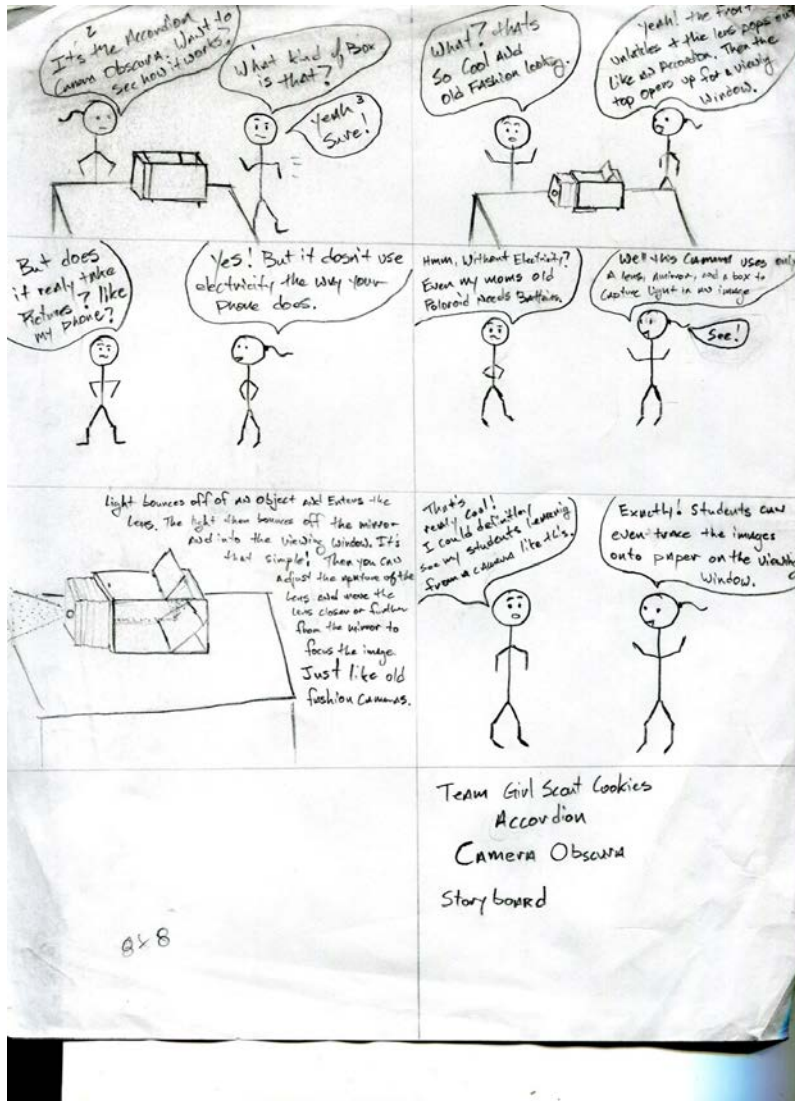 2
It's the Accordion
Camera Obscura. Want to
see how it works?
1
What kind of Box
is that?
3
Yeah
Sure!
What? thats
So Cool and
Old Fashion looking.
Yeah! the front
unlatches + the lens pops out
Like an Accordion. Then the
top opens up for a viewing
Window.
But does
it realy take
Pictures? like
my phone?
Yes! But it dosn't use
electricity the way your
Phone does.
Hmm, Without Electricity?
Even my moms old
Poloroid Needs Battairs.
Well this Camera uses only
A lens, A mirror, and a box to
Capture light in an image
See!
Light bounces off of an object and Enters the
Lens. The light then bounces off the mirror
and into the viewing window. It's
that simple! Then you can
adjust the aperture of the
lens and move the
lens closer or further
from the mirror to
focus the image.
Just like old
fashion cameras.
That's
really cool!
I could definitley
see my students learning
from a camera like this.
Exactly! Students can
even trace the images
onto paper on the viewing
Window.
8x8
Team Girl Scout Cookies
Accordion
Camera Obscura
Story board